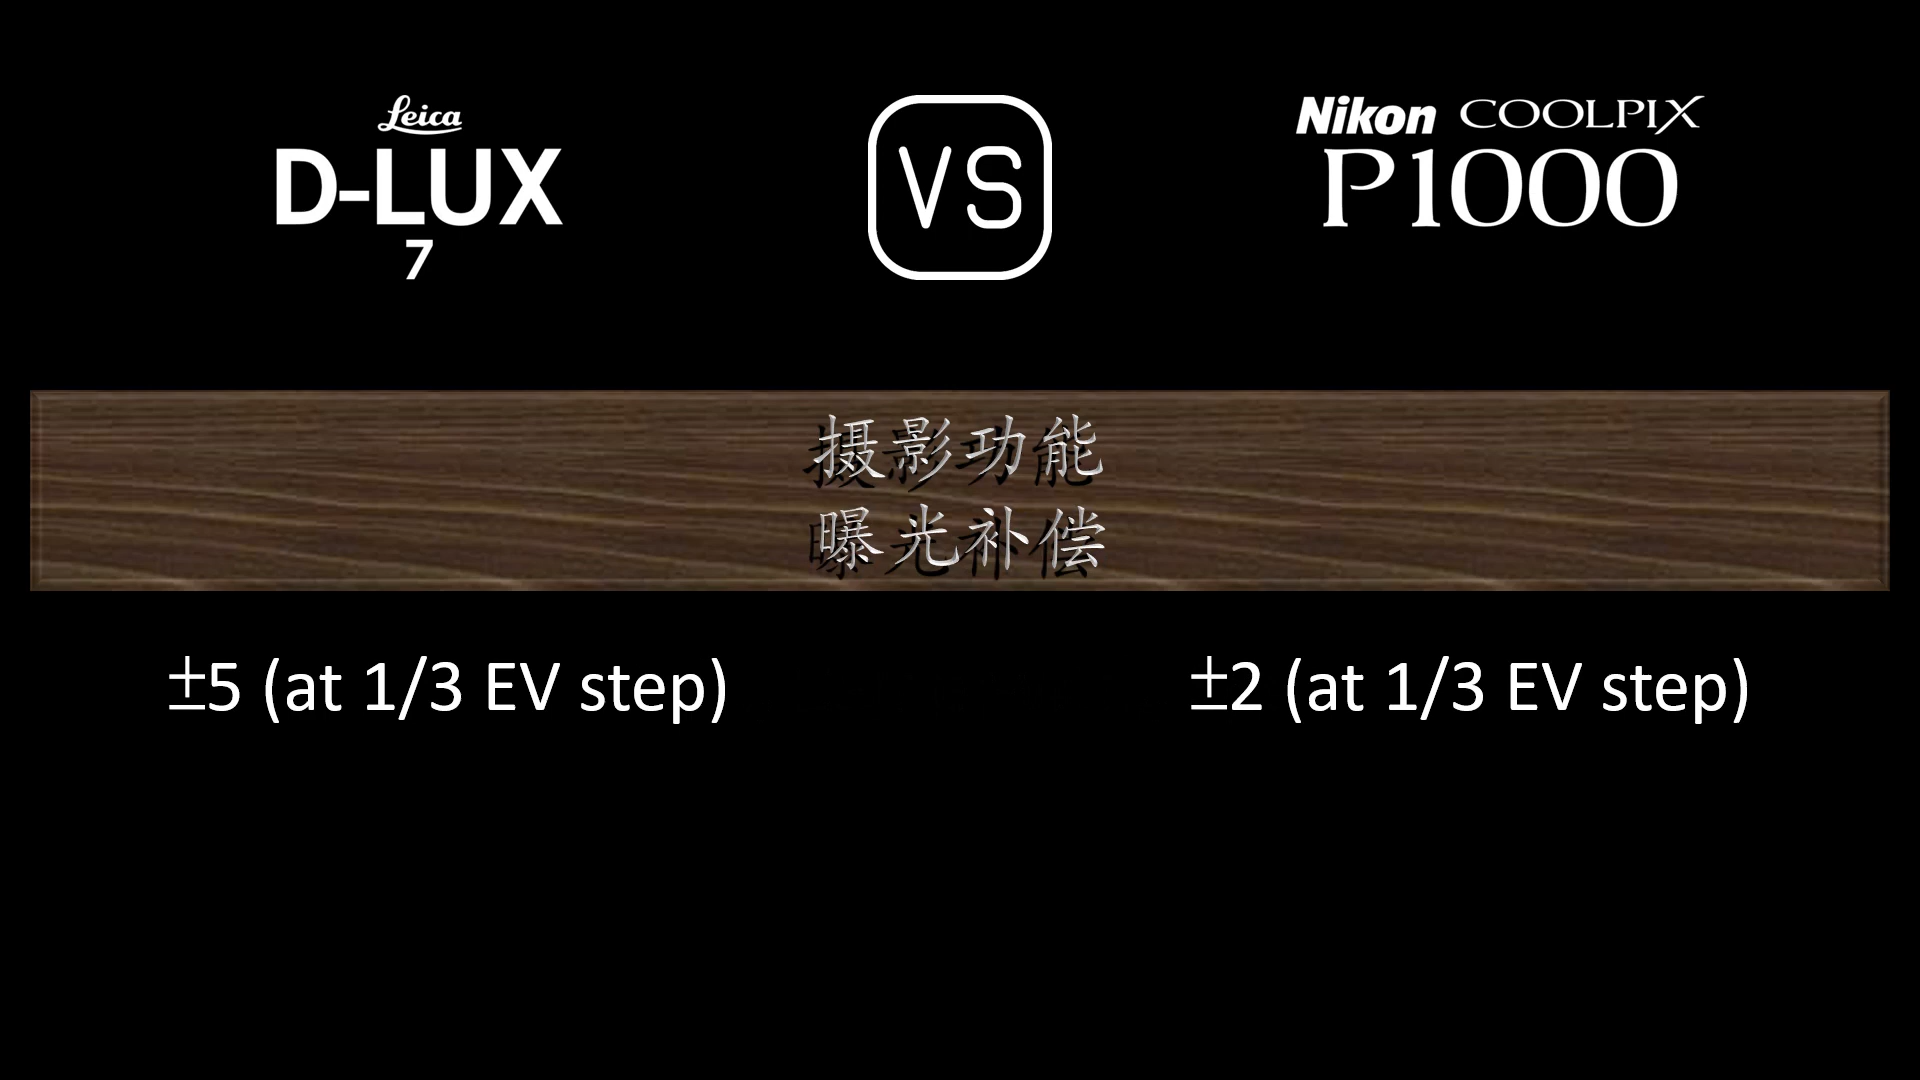 Leica
D-LUX
7
VS
Nikon COOLPIX
P1000
摄影功能
曝光补偿
±5 (at 1/3 EV step)
±2 (at 1/3 EV step)